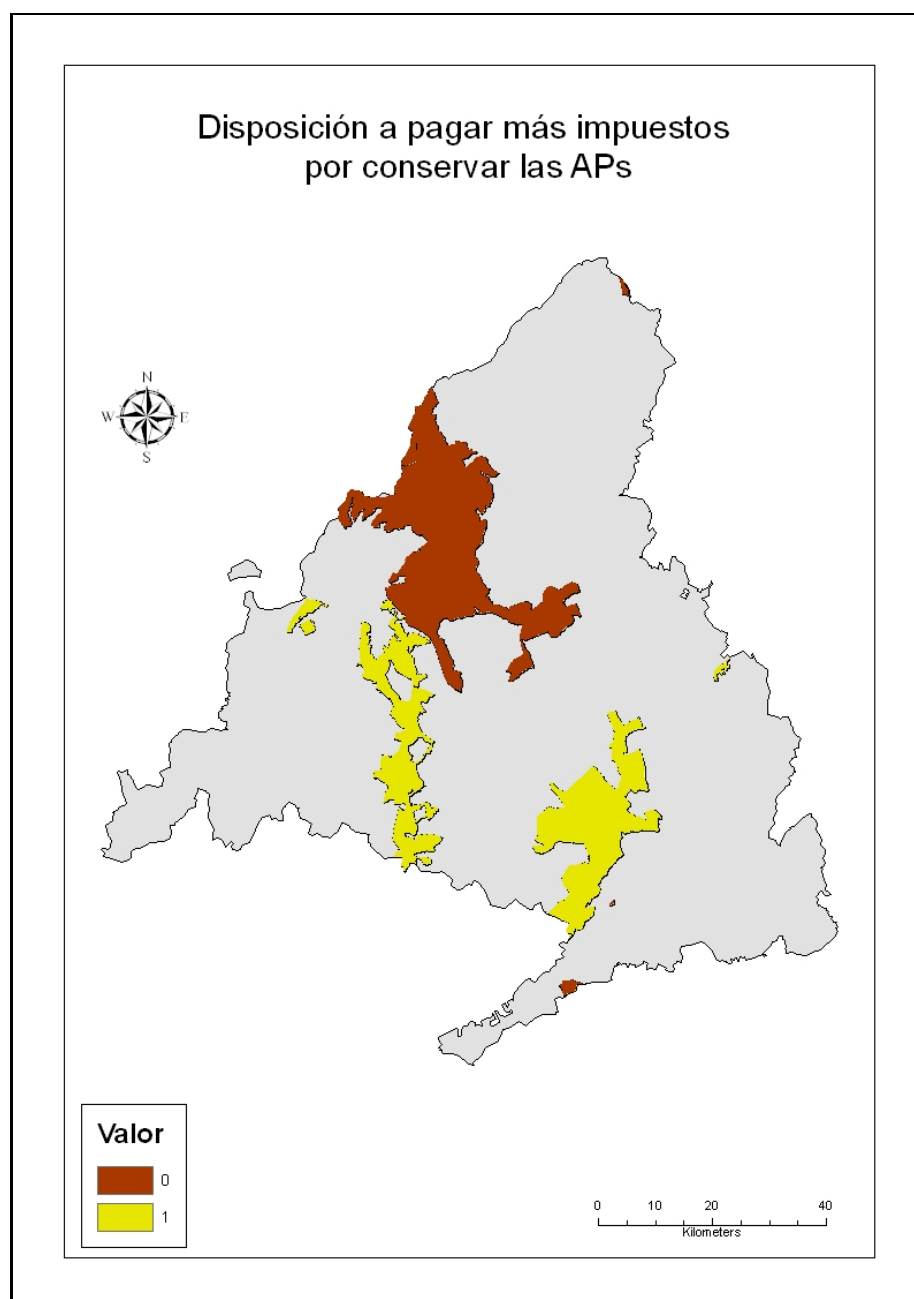 Disposición a pagar más impuestos
por conservar las APs
N
W E
S
Valor
0
1
0 10 20 40
Kilometers